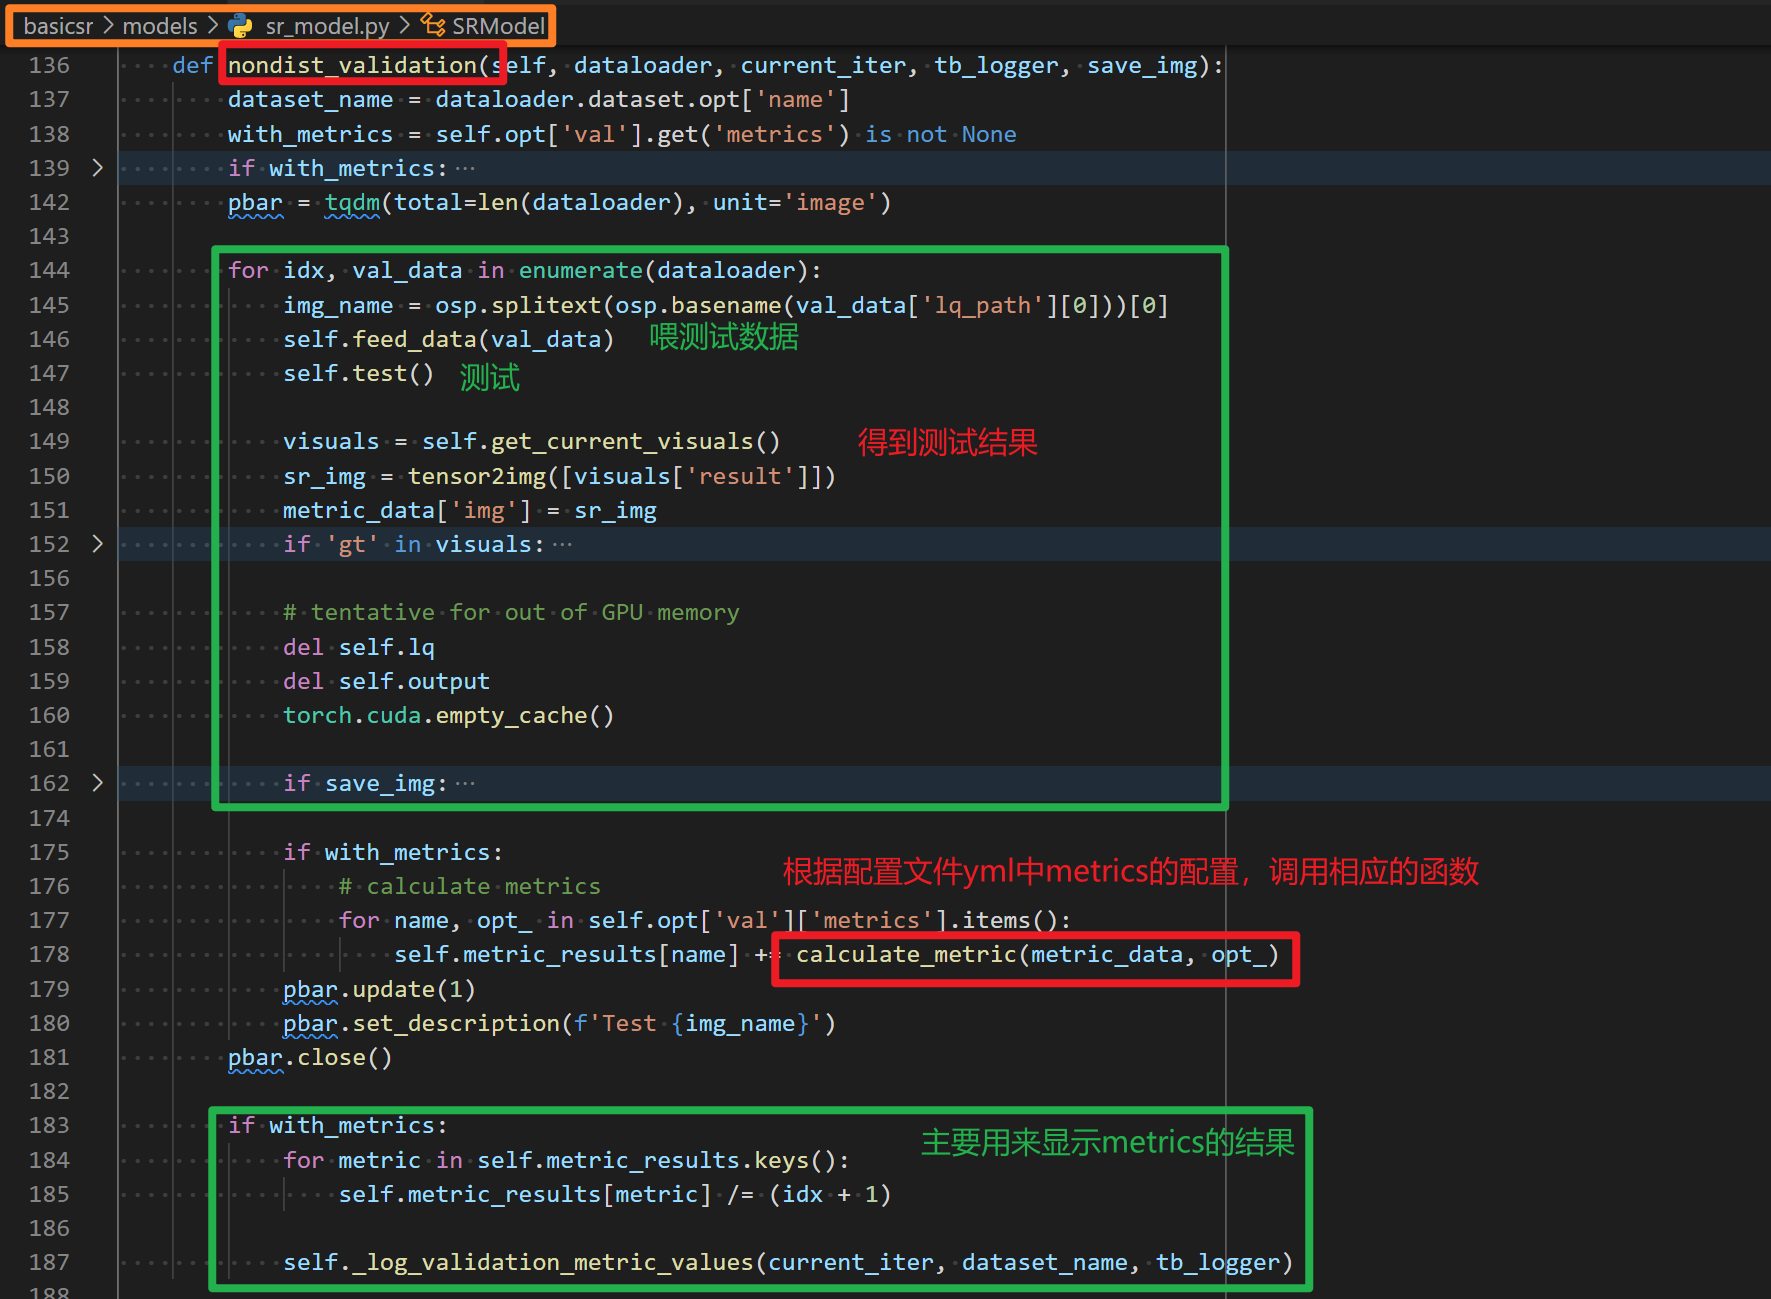 basicsr > models > sr_model.py > SRModel
136 def nondist_validation(self, dataloader, current_iter, tb_logger, save_img):
137 dataset_name = dataloader.dataset.opt['name']
138 with_metrics = self.opt['val'].get('metrics') is not None
139 > if with_metrics: ···
142 pbar = tqdm(total=len(dataloader), unit='image')
143
144 for idx, val_data in enumerate(dataloader):
145 img_name = osp.splitext(osp.basename(val_data['lq_path'][0]))[0]
146 self.feed_data(val_data) 喂测试数据
147 self.test() 测试
148
149 visuals = self.get_current_visuals() 得到测试结果
150 sr_img = tensor2img([visuals['result']])
151 metric_data['img'] = sr_img
152 > if 'gt' in visuals: ···
156
157 # tentative for out of GPU memory
158 del self.lq
159 del self.output
160 torch.cuda.empty_cache()
161
162 > if save_img: ···
174
175 if with_metrics:
根据配置文件yml中metrics的配置，调用相应的函数
176 # calculate metrics
177 for name, opt_ in self.opt['val']['metrics'].items():
178 self.metric_results[name] += calculate_metric(metric_data, opt_)
179 pbar.update(1)
180 pbar.set_description(f'Test {img_name}')
181 pbar.close()
182
183 if with_metrics:
主要用来显示metrics的结果
184 for metric in self.metric_results.keys():
185 self.metric_results[metric] /= (idx + 1)
186
187 self._log_validation_metric_values(current_iter, dataset_name, tb_logger)
188